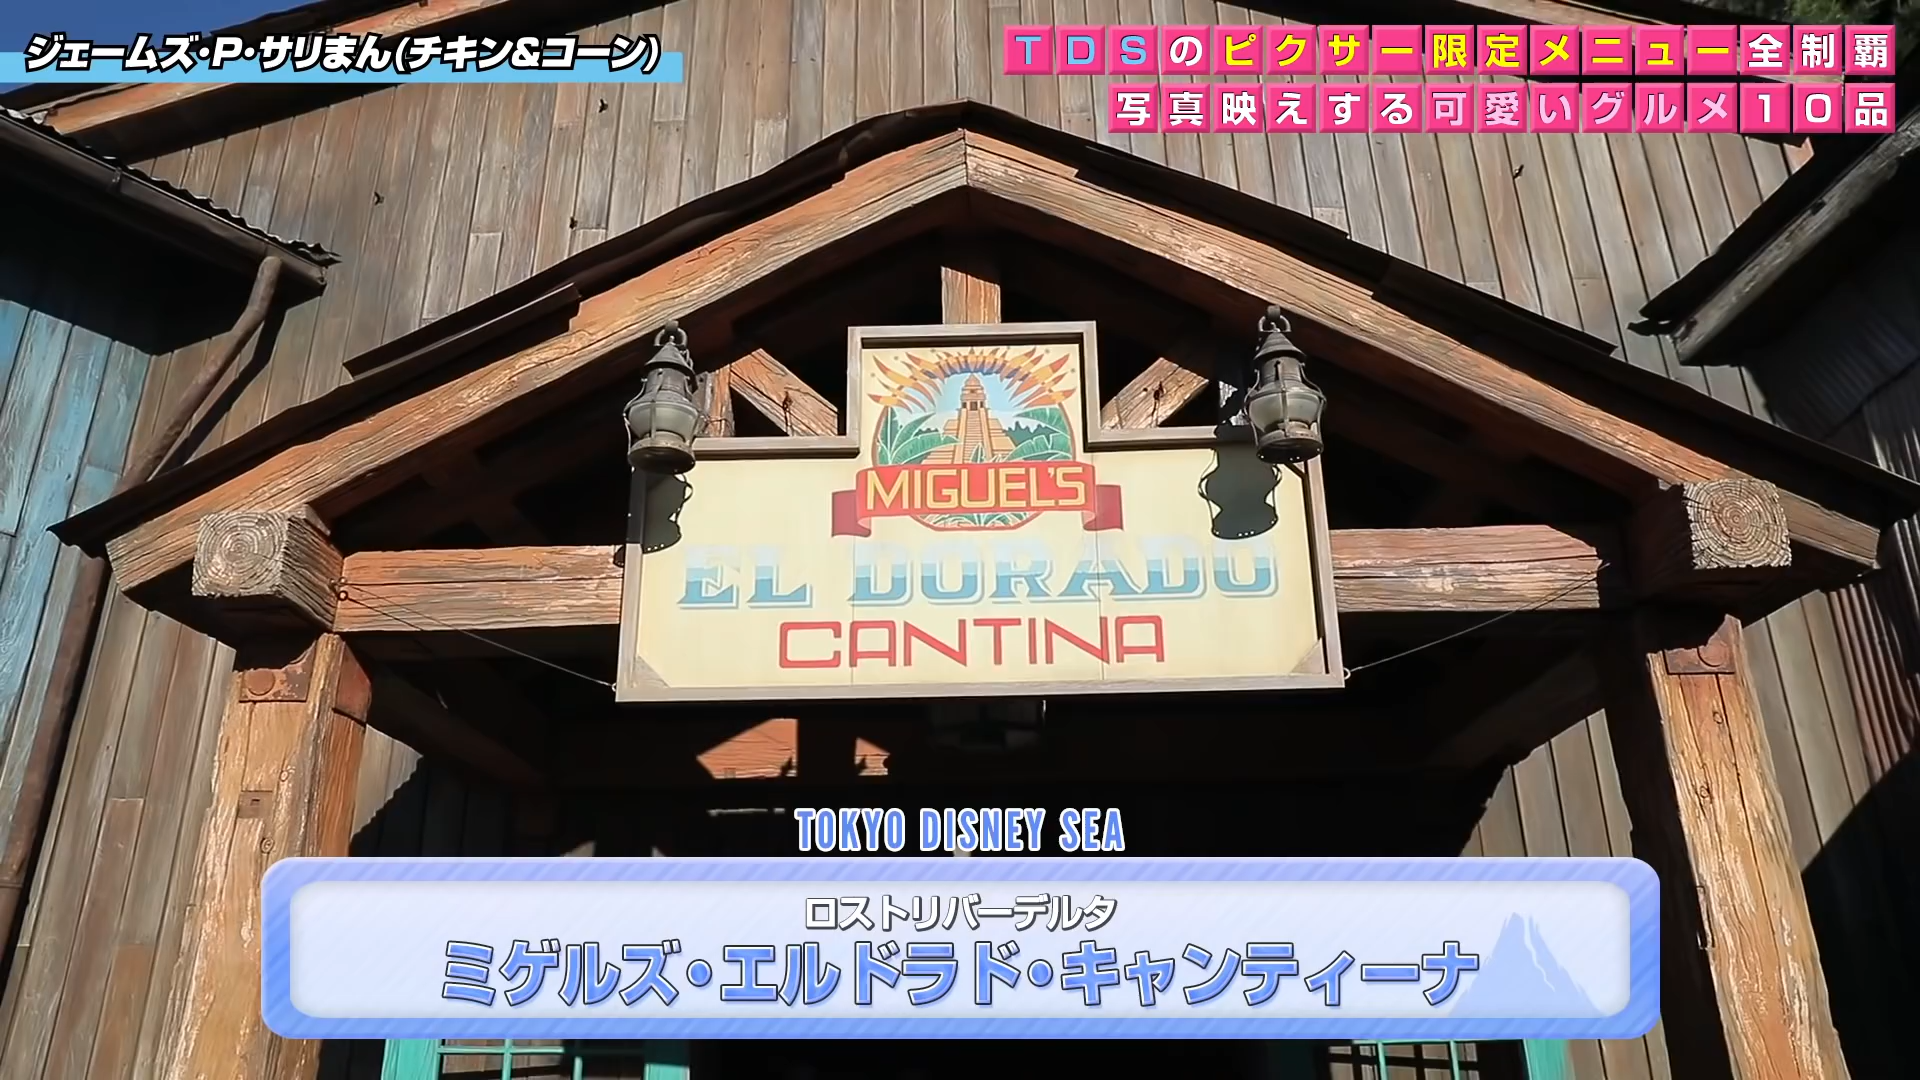 ジェームズ・P・サリまん(チキン&コーン)
TDSのピクサー限定メニュー全制覇
写真映えする可愛いグルメ10品
MIGUEL'S
EL DORADO
CANTINA
TOKYO DISNEY SEA
ロストリバーデルタ
ミゲルズ・エルドラド・キャンティーナ